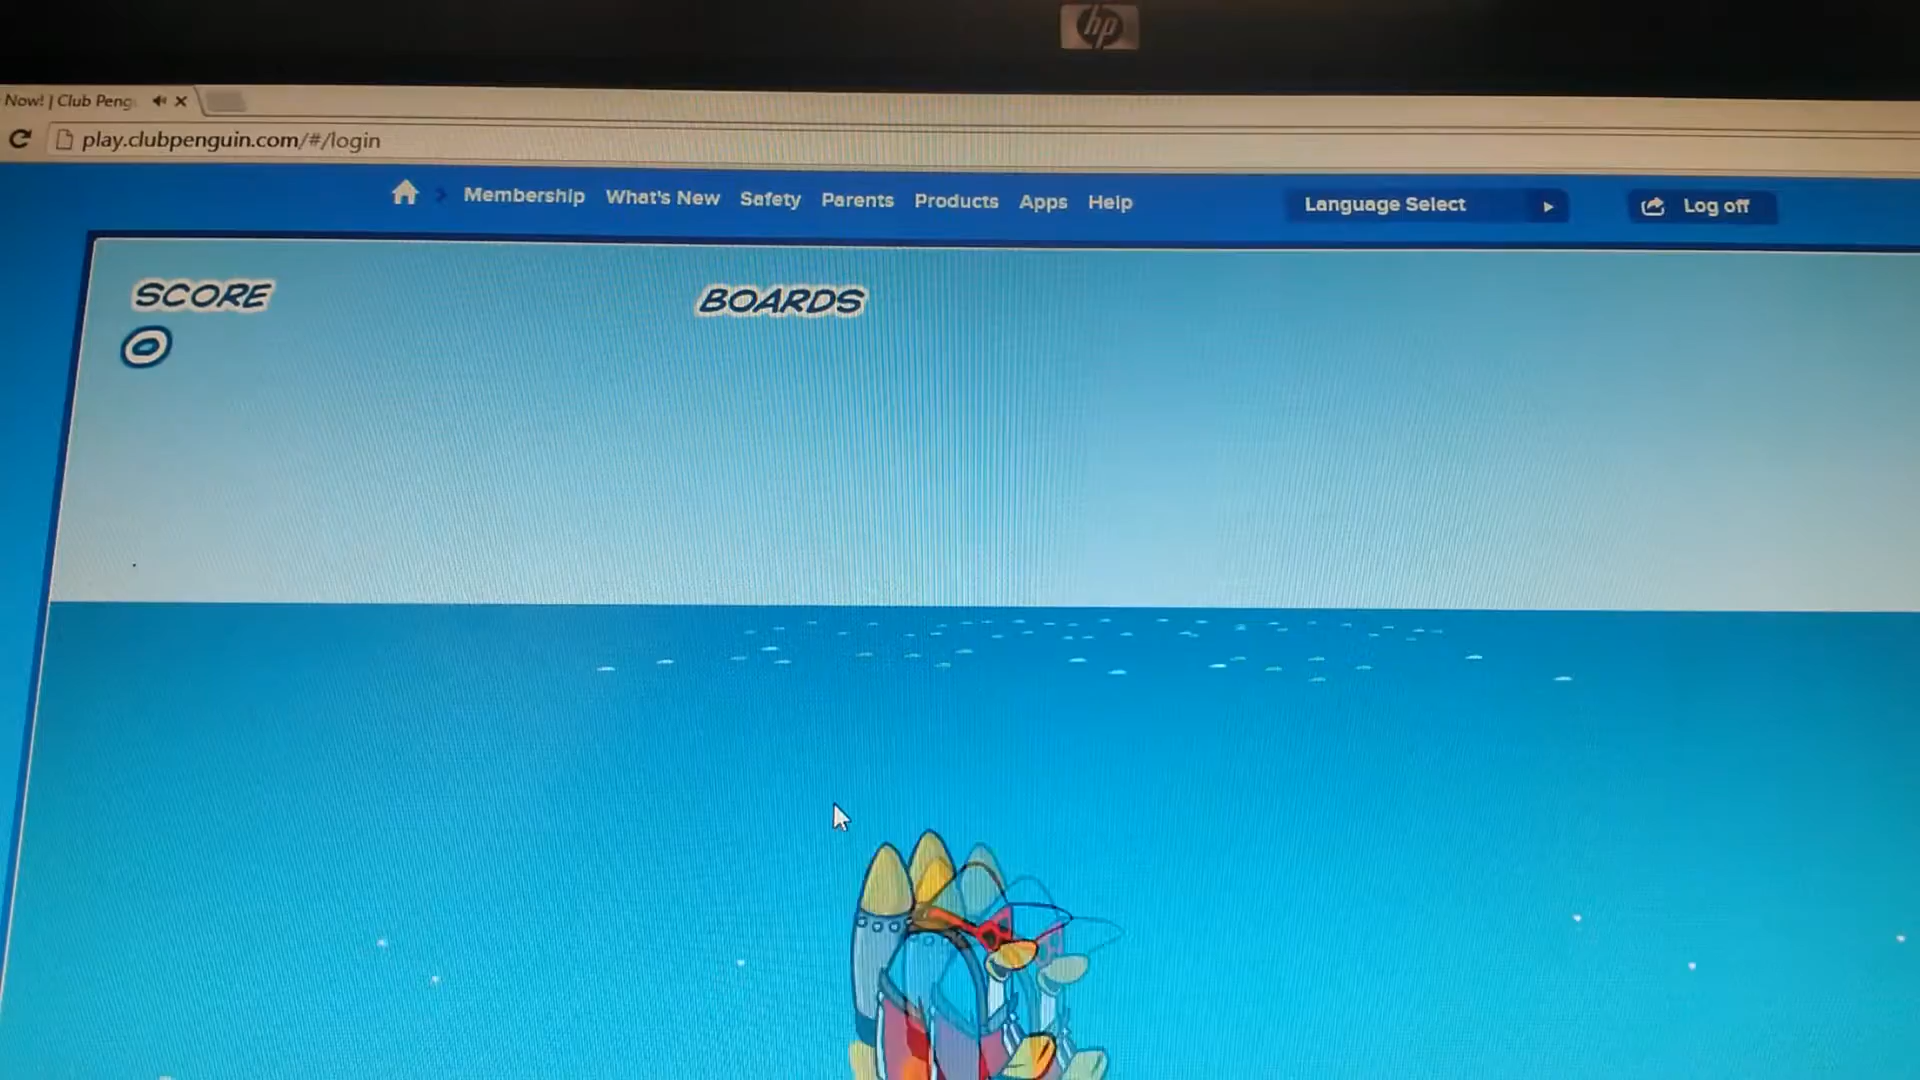 hp
Now! | Club Peng
play.clubpenguin.com/#/login
Membership What's New Safety Parents Products Apps Help Language Select Log off
SCORE BOARDS
0